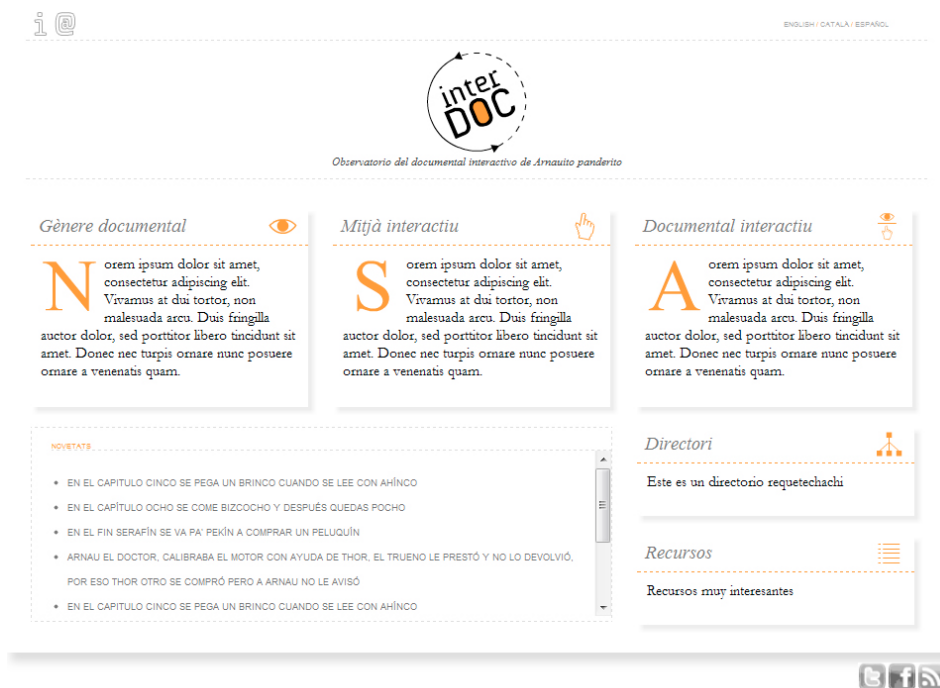 i @
ENGLISH / CATALÀ / ESPAÑOL
inter
DOC
Observatorio del documental interactivo de Arnauito panderito
Gènere documental
Norem ipsum dolor sit amet,
consectetur adipiscing elit.
Vivamus at dui tortor, non
malesuada arcu. Duis fringilla
auctor dolor, sed porttitor libero tincidunt sit
amet. Donec nec turpis ornare nunc posuere
ornare a venenatis quam.
Mitjà interactiu
Sorem ipsum dolor sit amet,
consectetur adipiscing elit.
Vivamus at dui tortor, non
malesuada arcu. Duis fringilla
auctor dolor, sed porttitor libero tincidunt sit
amet. Donec nec turpis ornare nunc posuere
ornare a venenatis quam.
Documental interactiu
Aorem ipsum dolor sit amet,
consectetur adipiscing elit.
Vivamus at dui tortor, non
malesuada arcu. Duis fringilla
auctor dolor, sed porttitor libero tincidunt sit
amet. Donec nec turpis ornare nunc posuere
ornare a venenatis quam.
NOVETATS
EN EL CAPITULO CINCO SE PEGA UN BRINCO CUANDO SE LEE CON AHÍNCO
EN EL CAPÍTULO OCHO SE COME BIZCOCHO Y DESPUÉS QUEDAS POCHO
EN EL FIN SERAFÍN SE VA PA' PEKÍN A COMPRAR UN PELUQUÍN
ARNAU EL DOCTOR, CALIBRABA EL MOTOR CON AYUDA DE THOR, EL TRUENO LE PRESTÓ Y NO LO DEVOLVIÓ,
POR ESO THOR OTRO SE COMPRÓ PERO A ARNAU NO LE AVISÓ
EN EL CAPITULO CINCO SE PEGA UN BRINCO CUANDO SE LEE CON AHÍNCO
Directori
Este es un directorio requetechachi
Recursos
Recursos muy interesantes